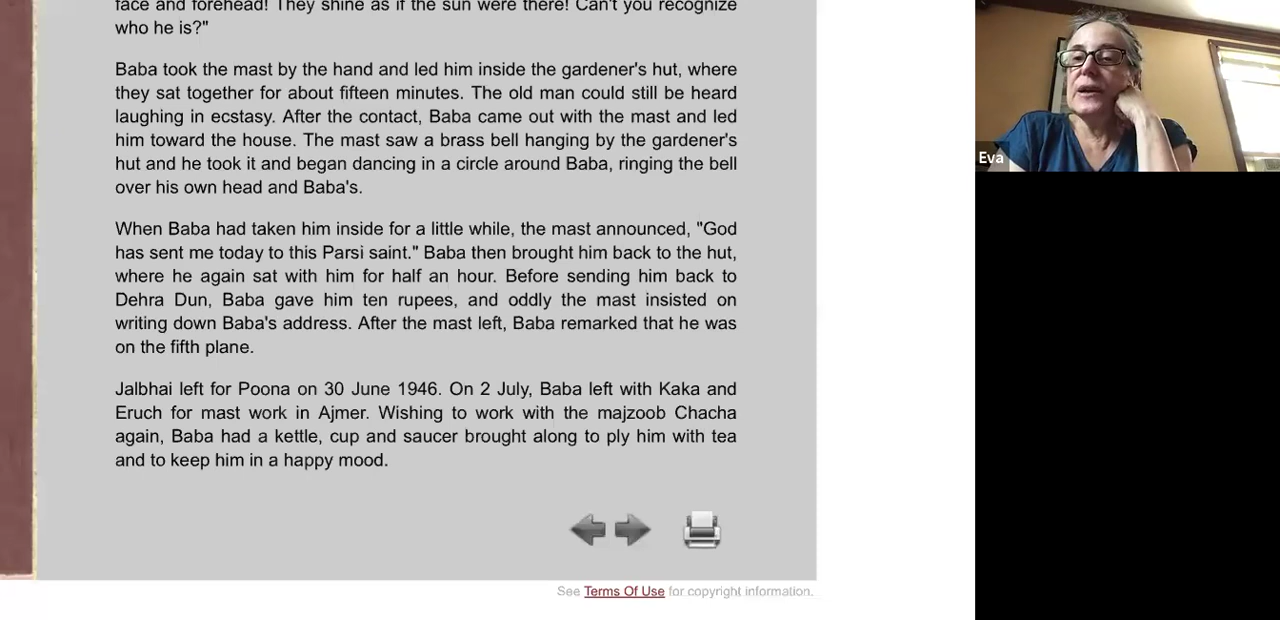 face and forehead! They shine as if the sun were there! Can't you recognize
who he is?"
Baba took the mast by the hand and led him inside the gardener's hut, where
they sat together for about fifteen minutes. The old man could still be heard
laughing in ecstasy. After the contact, Baba came out with the mast and led
him toward the house. The mast saw a brass bell hanging by the gardener's
hut and he took it and began dancing in a circle around Baba, ringing the bell
over his own head and Baba's.
When Baba had taken him inside for a little while, the mast announced, "God
has sent me today to this Parsi saint." Baba then brought him back to the hut,
where he again sat with him for half an hour. Before sending him back to
Dehra Dun, Baba gave him ten rupees, and oddly the mast insisted on
writing down Baba's address. After the mast left, Baba remarked that he was
on the fifth plane.
Jalbhai left for Poona on 30 June 1946. On 2 July, Baba left with Kaka and
Eruch for mast work in Ajmer. Wishing to work with the majzoob Chacha
again, Baba had a kettle, cup and saucer brought along to ply him with tea
and to keep him in a happy mood.
See Terms Of Use for copyright information.
Eva